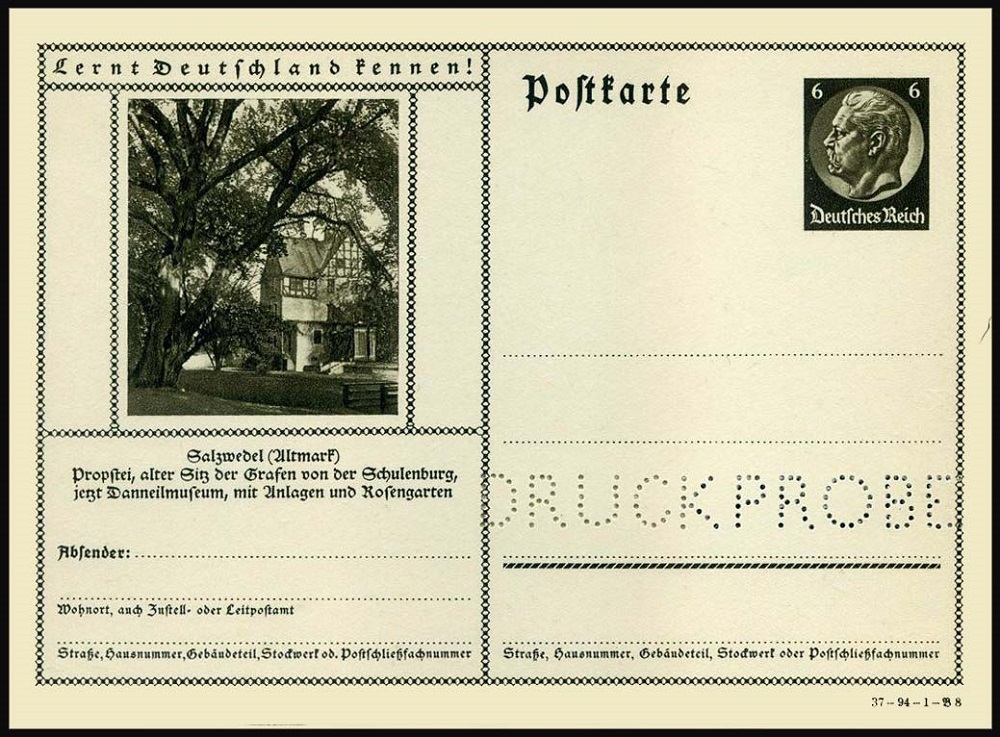 Lernt Deutschland kennen!
Postkarte
6 6
Deutsches Reich
Salzwedel (Altmark)
Propstei, alter Sitz der Grafen von der Schulenburg,
jetzt Danneilmuseum, mit Anlagen und Rosengarten
DRUCKPROBE
Absender:
Wohnort, auch Zustell- oder Leitpostamt
Straße, Hausnummer, Gebäudeteil, Stockwerk od. Postschließfachnummer
Straße, Hausnummer, Gebäudeteil, Stockwerk oder Postschließfachnummer
37–94–1–B 8